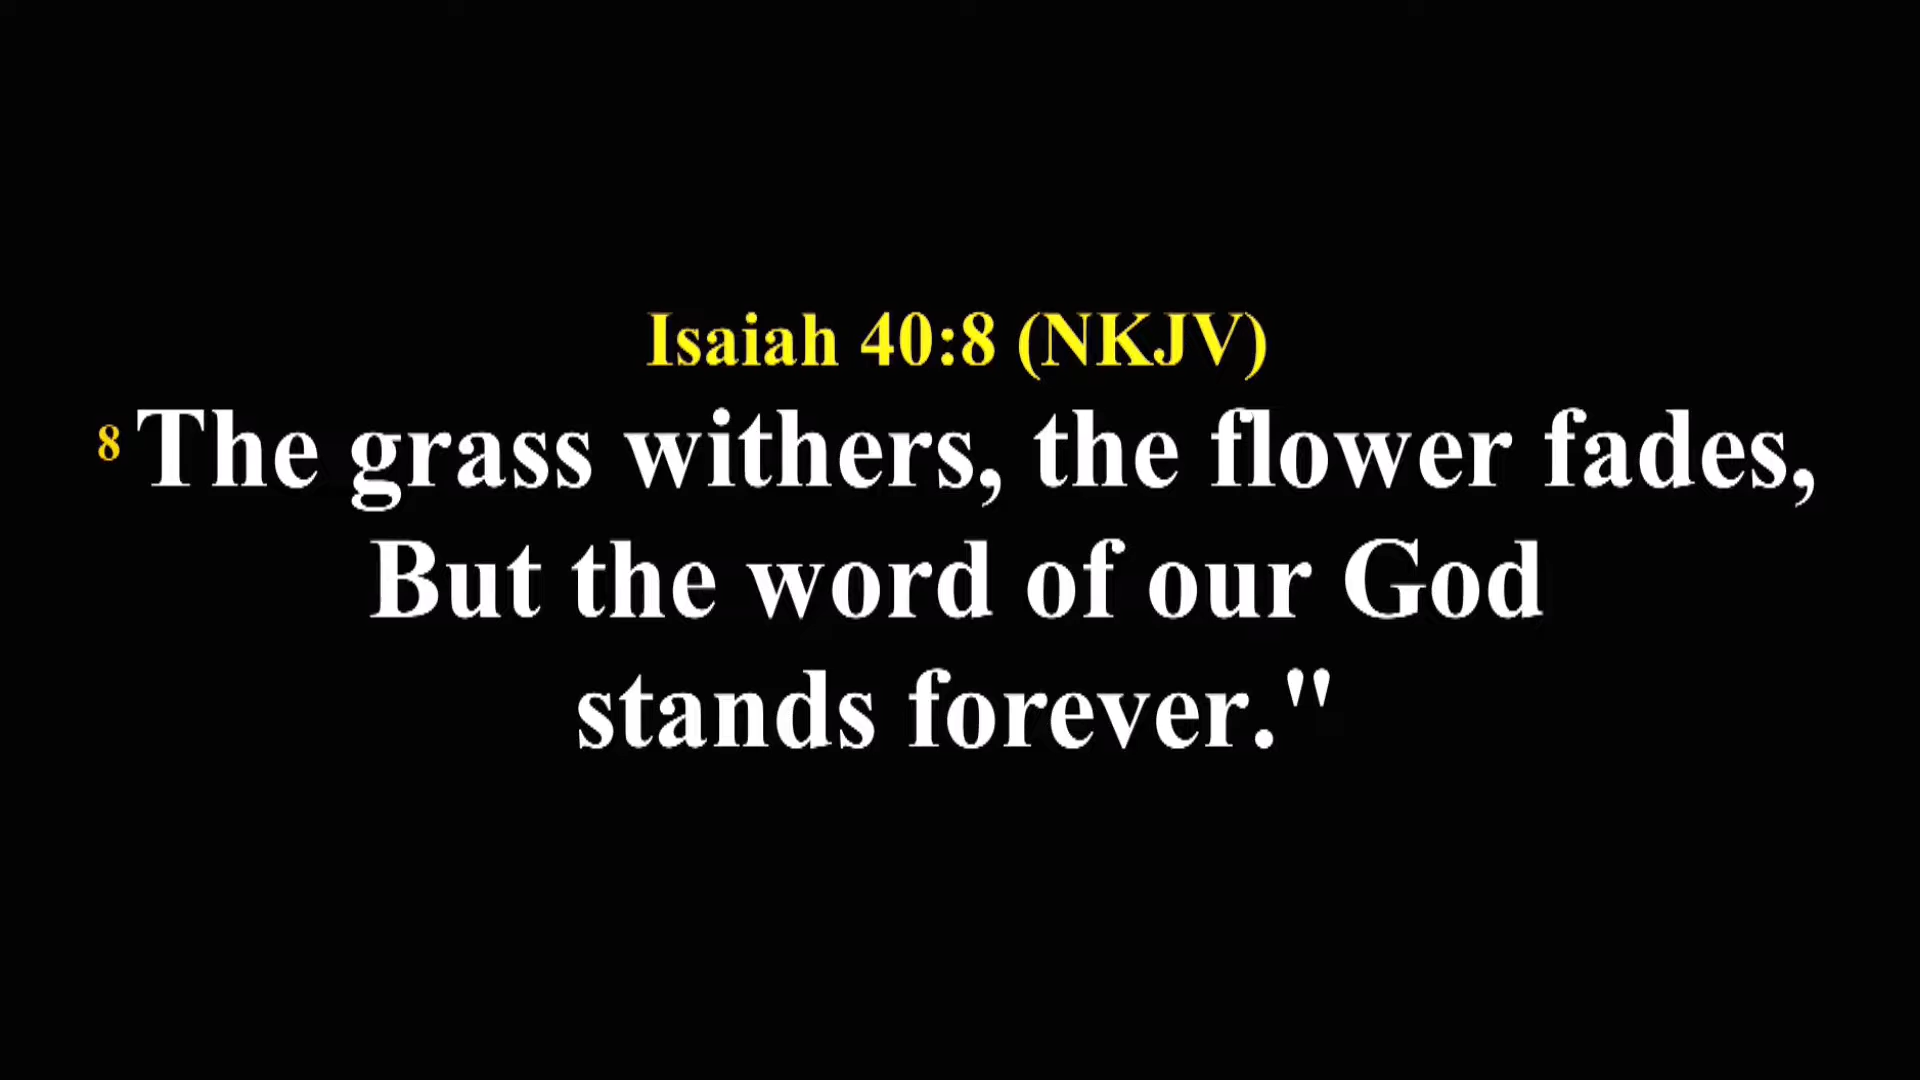 Isaiah 40:8 (NKJV)
8 The grass withers, the flower fades,
But the word of our God
stands forever."